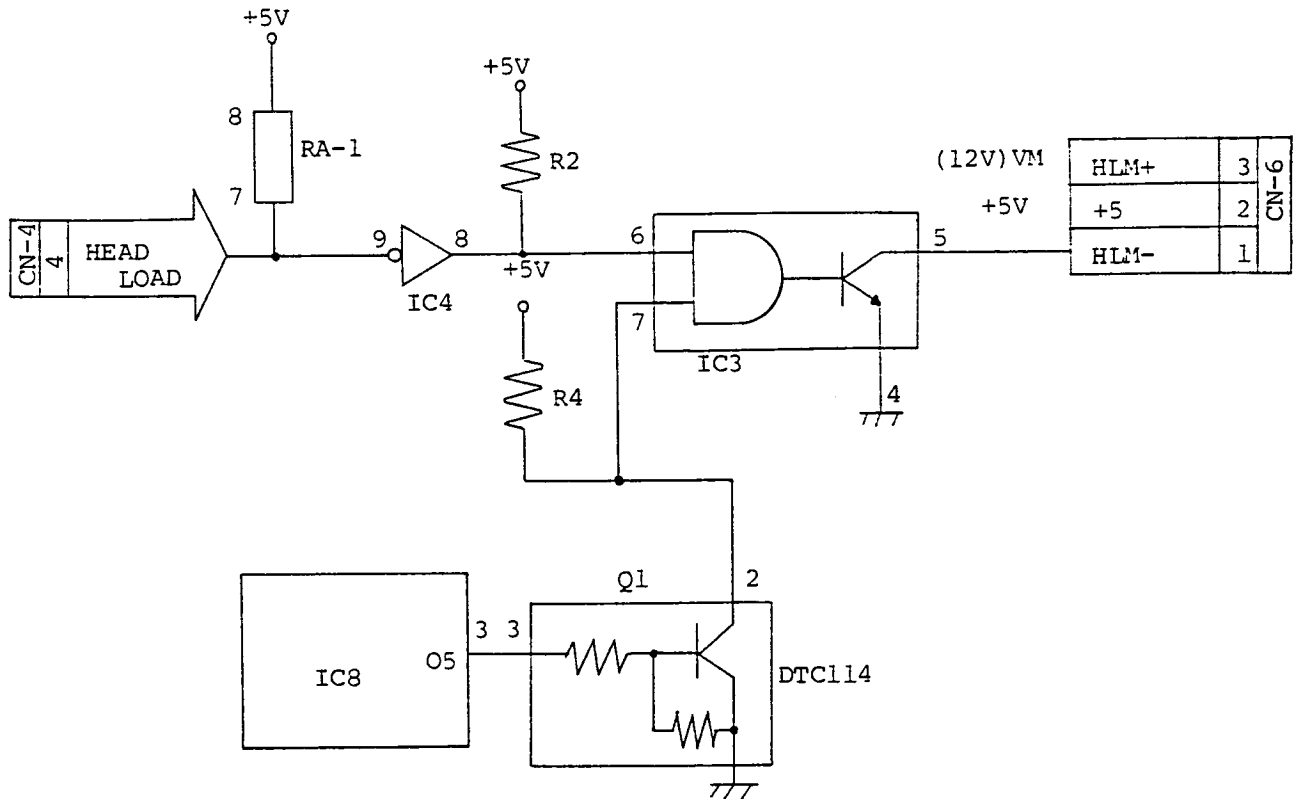 +5V
8
RA-1
7
+5V
R2
(12V)VM
+5V
HLM+ 3
+5 2
HLM- 1
CN-6
CN-4
4
HEAD
LOAD
9
8
IC4
+5V
6
7
5
IC3
4
R4
Q1
2
IC8
O5
3
3
DTC114